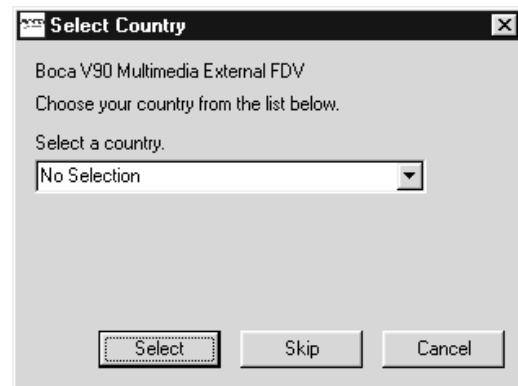 Select Country
Boca V90 Multimedia External FDV
Choose your country from the list below.
Select a country.
No Selection
Select Skip Cancel